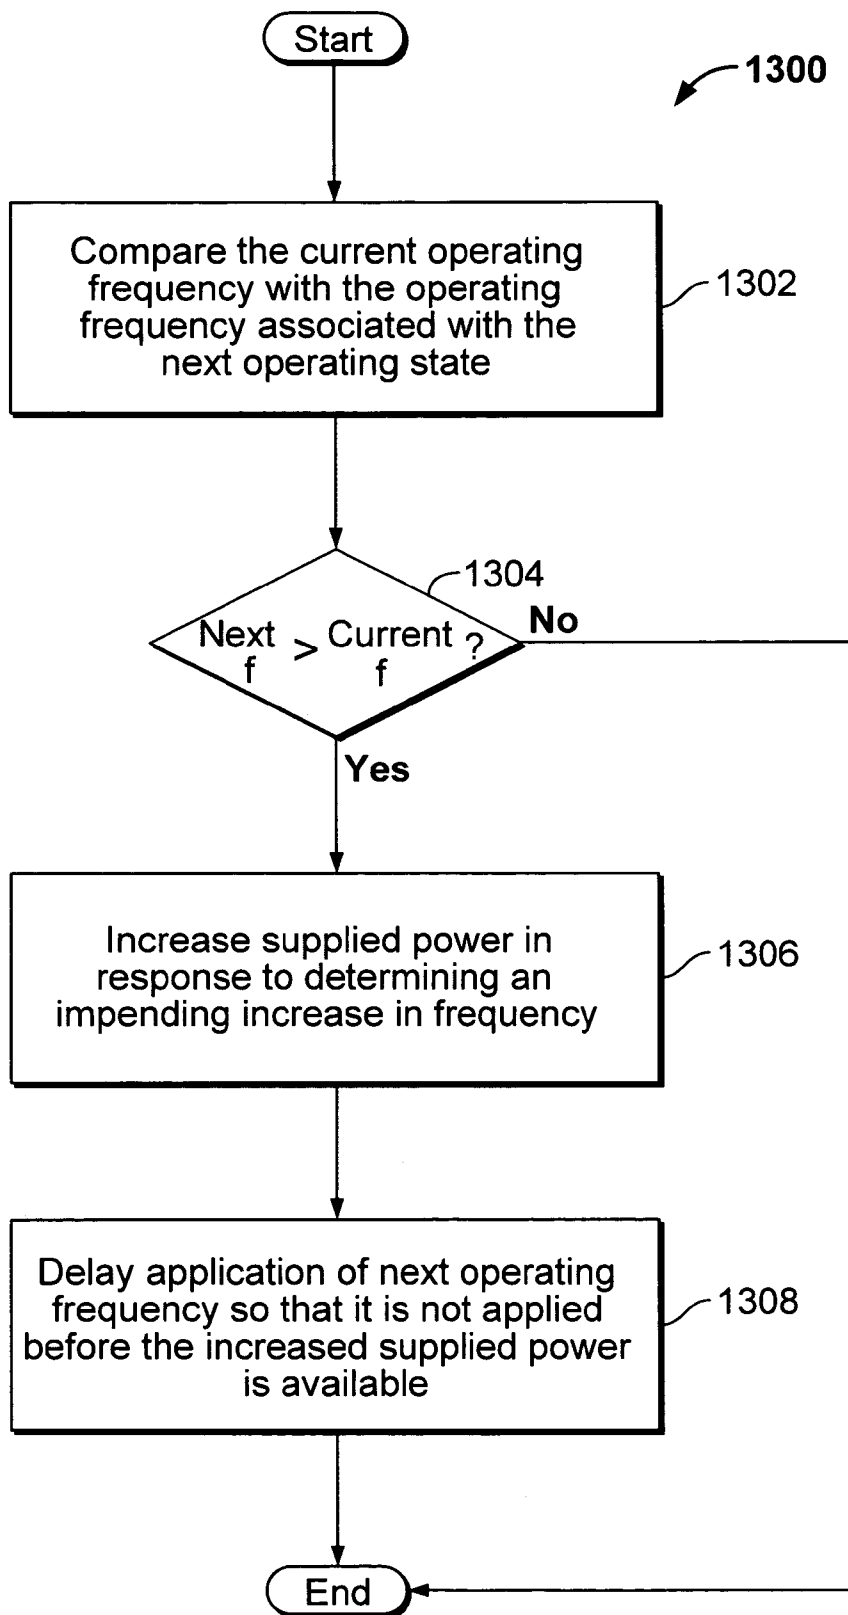 Start
1300
Compare the current operating
frequency with the operating
frequency associated with the
next operating state
1302
1304
Next f > Current f ?
No
Yes
Increase supplied power in
response to determining an
impending increase in frequency
1306
Delay application of next operating
frequency so that it is not applied
before the increased supplied power
is available
1308
End